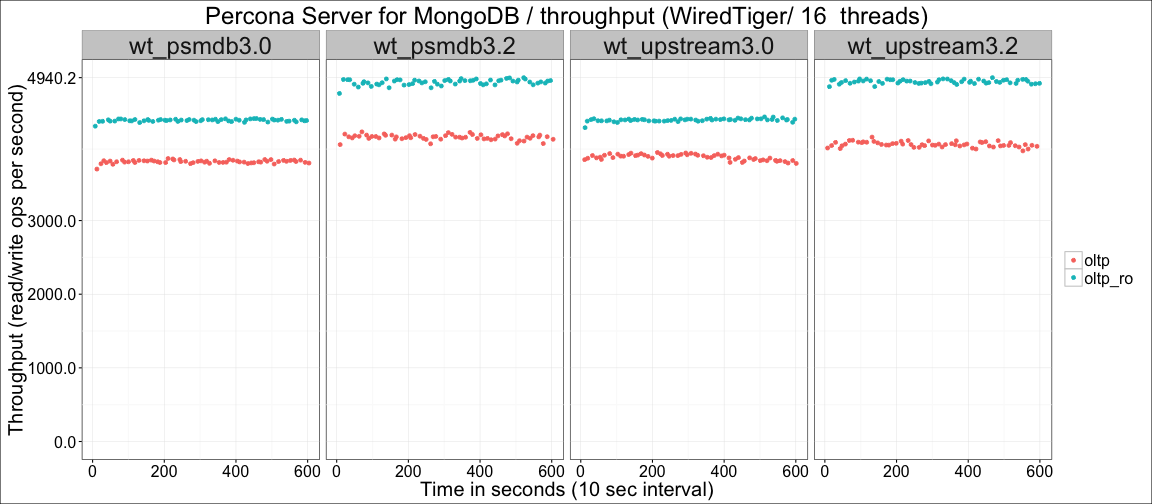 Percona Server for MongoDB / throughput (WiredTiger/ 16  threads)
wt_psmdb3.0 wt_psmdb3.2 wt_upstream3.0 wt_upstream3.2
Throughput (read/write ops per second)
4940.2
3000.0
2000.0
1000.0
0.0
0 200 400 600 0 200 400 600 0 200 400 600 0 200 400 600
Time in seconds (10 sec interval)
oltp
oltp_ro